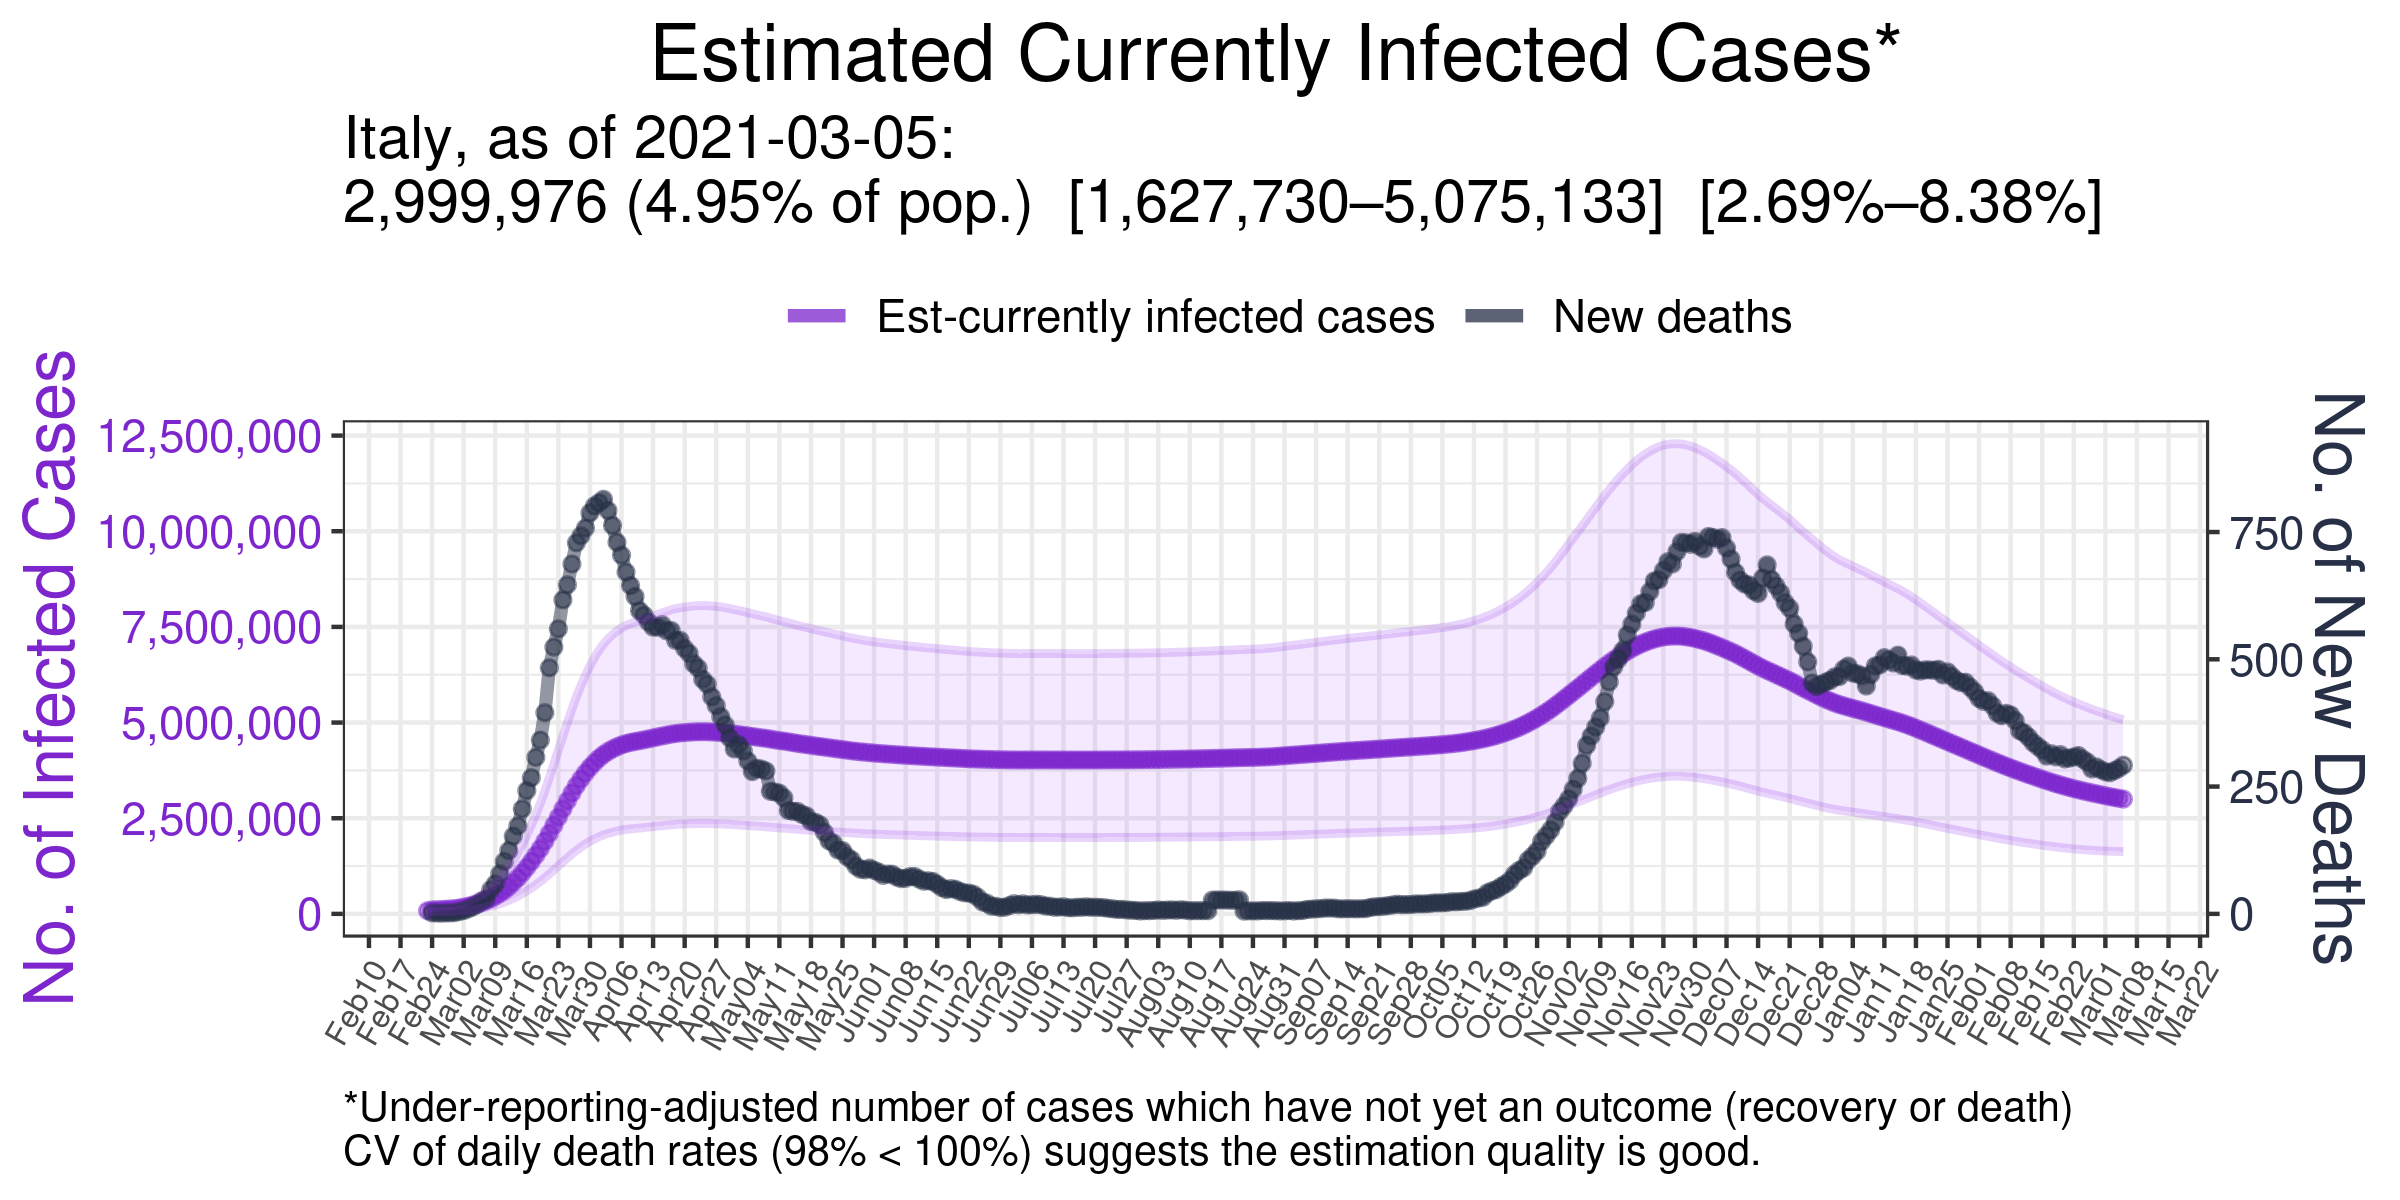 Estimated Currently Infected Cases*
Italy, as of 2021-03-05:
2,999,976 (4.95% of pop.) [1,627,730–5,075,133] [2.69%–8.38%]
Est-currently infected cases
New deaths
No. of Infected Cases
12,500,000
10,000,000
7,500,000
5,000,000
2,500,000
0
750
500
250
0
No. of New Deaths
Feb10
Feb17
Feb24
Mar02
Mar09
Mar16
Mar23
Mar30
Apr06
Apr13
Apr20
Apr27
May04
May11
May18
May25
Jun01
Jun08
Jun15
Jun22
Jun29
Jul06
Jul13
Jul20
Jul27
Aug03
Aug10
Aug17
Aug24
Aug31
Sep07
Sep14
Sep21
Sep28
Oct05
Oct12
Oct19
Oct26
Nov02
Nov09
Nov16
Nov23
Nov30
Dec07
Dec14
Dec21
Dec28
Jan04
Jan11
Jan18
Jan25
Feb01
Feb08
Feb15
Feb22
Mar01
Mar08
Mar15
Mar22
*Under-reporting-adjusted number of cases which have not yet an outcome (recovery or death)
CV of daily death rates (98% < 100%) suggests the estimation quality is good.